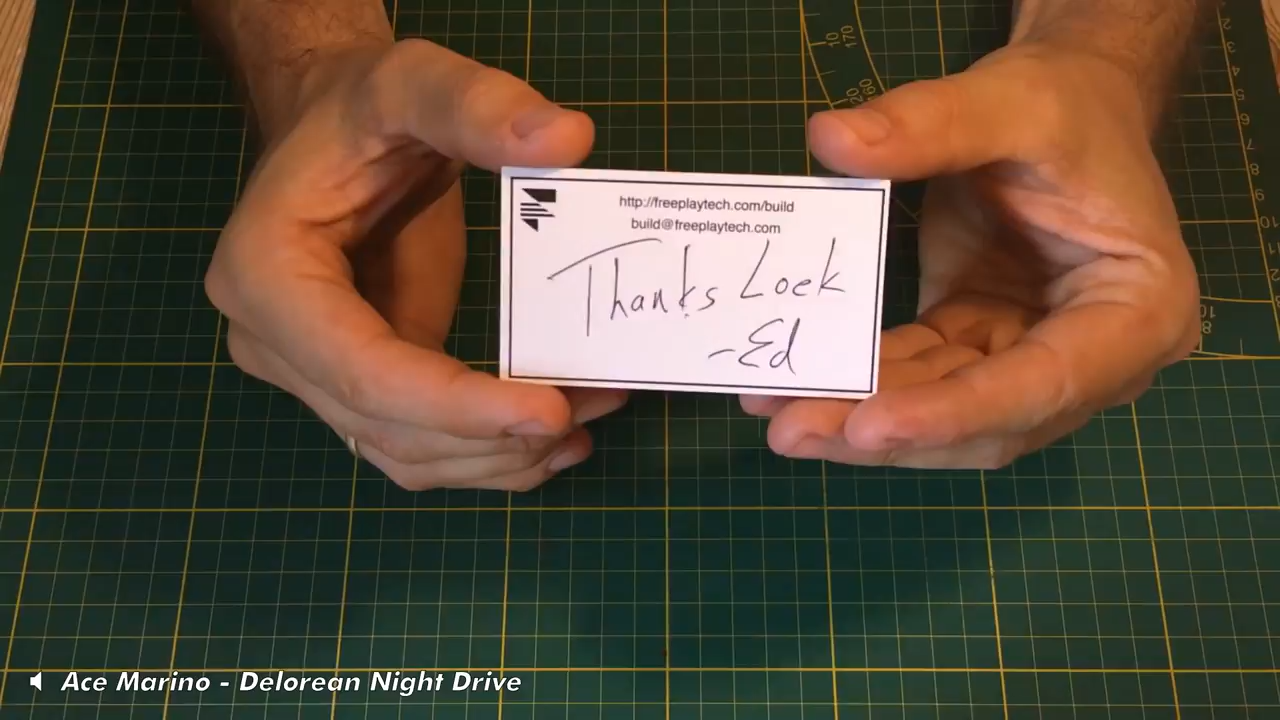 http://freeplaytech.com/build
build@freeplaytech.com
Thanks Loek
-Ed
Ace Marino - Delorean Night Drive